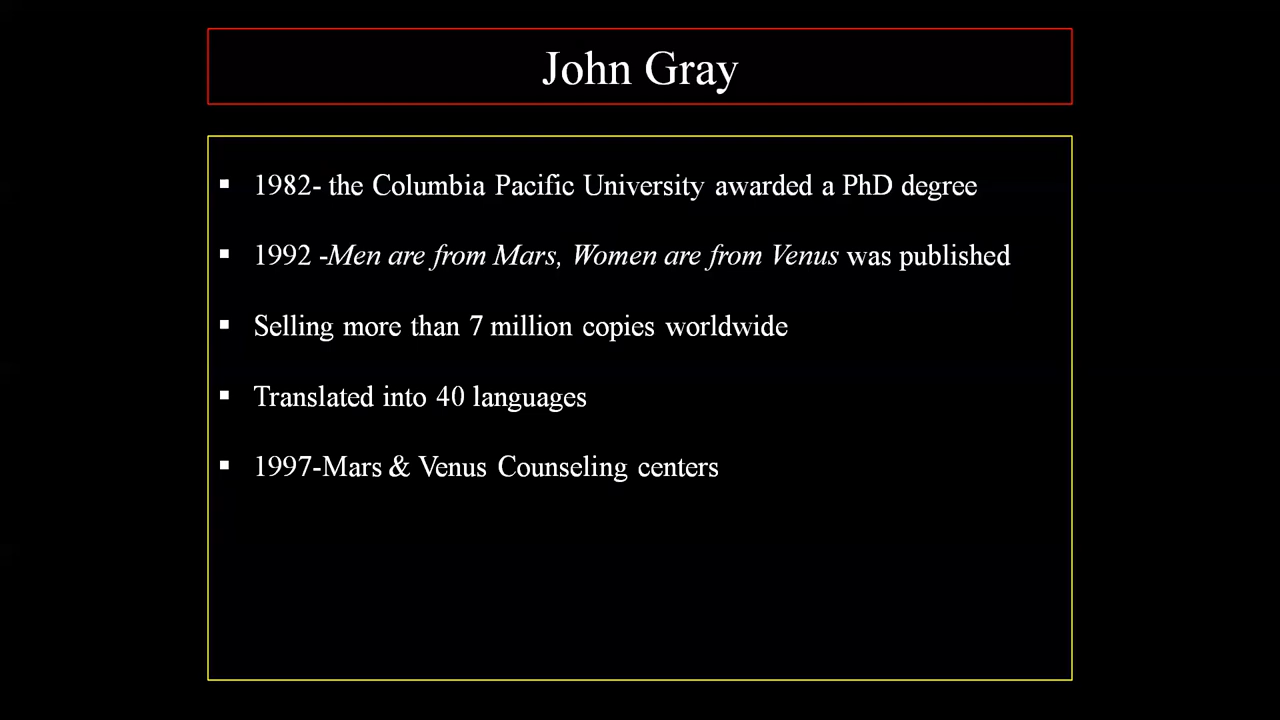 John Gray
▪ 1982- the Columbia Pacific University awarded a PhD degree
▪ 1992 -Men are from Mars, Women are from Venus was published
▪ Selling more than 7 million copies worldwide
▪ Translated into 40 languages
▪ 1997-Mars & Venus Counseling centers